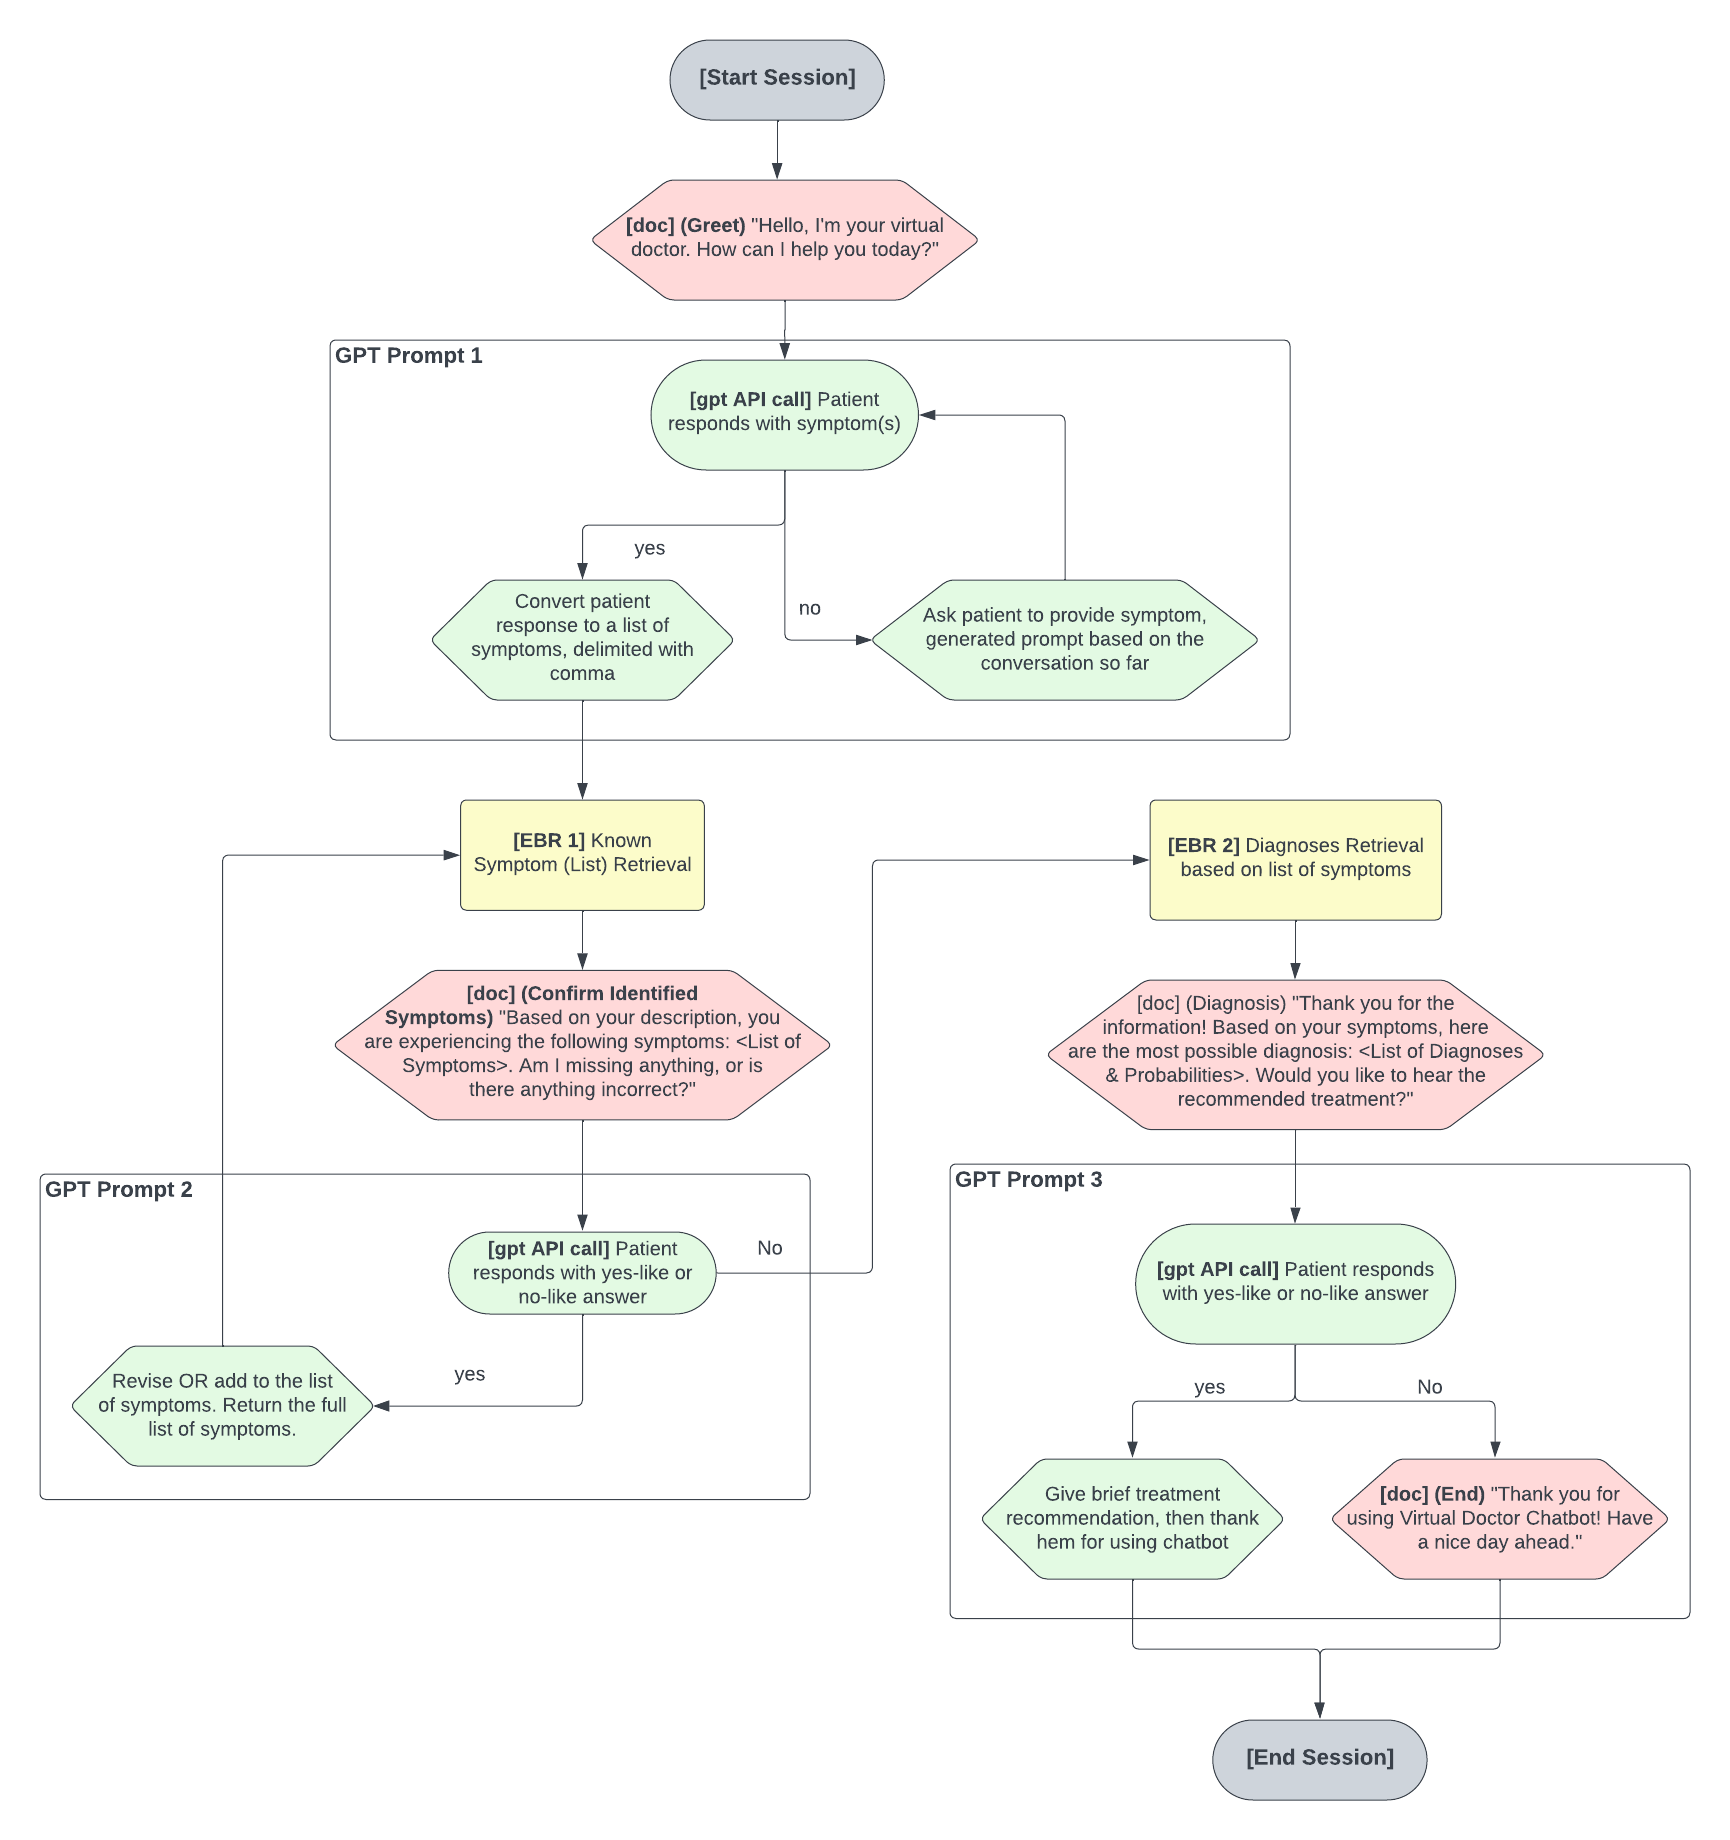 [Start Session]
[doc] (Greet) "Hello, I'm your virtual
doctor. How can I help you today?"
GPT Prompt 1
[gpt API call] Patient
responds with symptom(s)
yes
no
Convert patient
response to a list of
symptoms, delimited with
comma
Ask patient to provide symptom,
generated prompt based on the
conversation so far
[EBR 1] Known
Symptom (List) Retrieval
[doc] (Confirm Identified
Symptoms) "Based on your description, you
are experiencing the following symptoms: <List of
Symptoms>. Am I missing anything, or is
there anything incorrect?"
GPT Prompt 2
[gpt API call] Patient
responds with yes-like or
no-like answer
No
yes
Revise OR add to the list
of symptoms. Return the full
list of symptoms.
[EBR 2] Diagnoses Retrieval
based on list of symptoms
[doc] (Diagnosis) "Thank you for the
information! Based on your symptoms, here
are the most possible diagnosis: <List of Diagnoses
& Probabilities>. Would you like to hear the
recommended treatment?"
GPT Prompt 3
[gpt API call] Patient responds
with yes-like or no-like answer
yes
No
Give brief treatment
recommendation, then thank
hem for using chatbot
[doc] (End) "Thank you for
using Virtual Doctor Chatbot! Have
a nice day ahead."
[End Session]